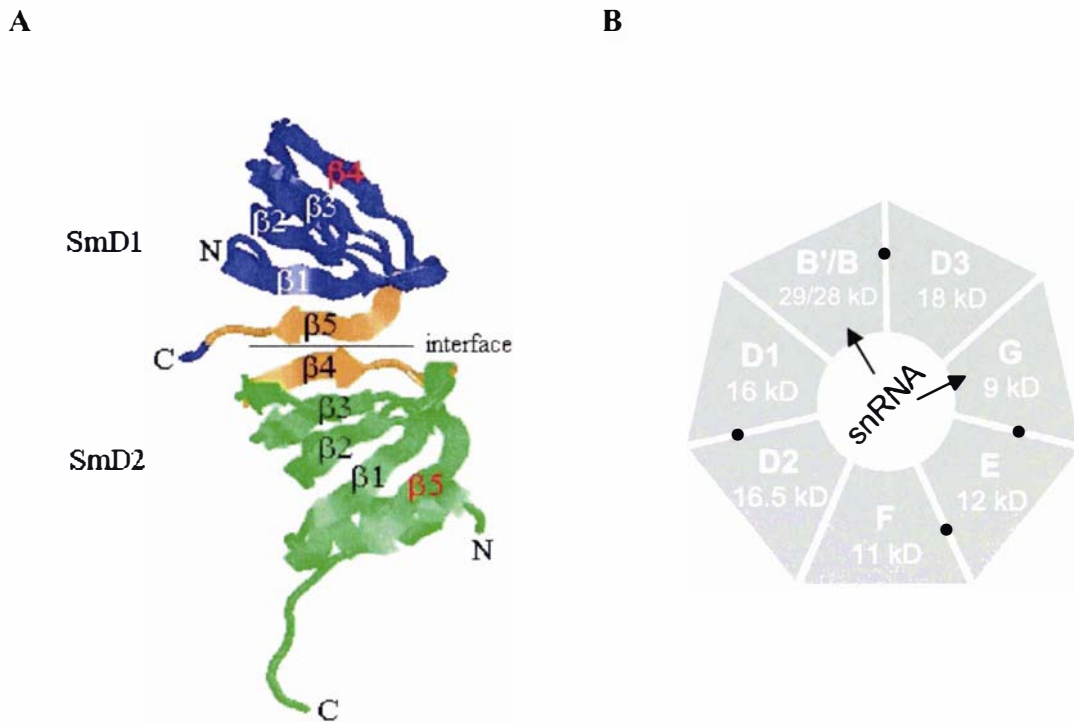 A
SmD1
β4
β3
β2
N
β1
β5
C
interface
β4
β3
SmD2
β2
β1
β5
N
C
B
B'/B
29/28 kD
D3
18 kD
D1
16 kD
G
9 kD
snRNA
D2
16.5 kD
E
12 kD
F
11 kD